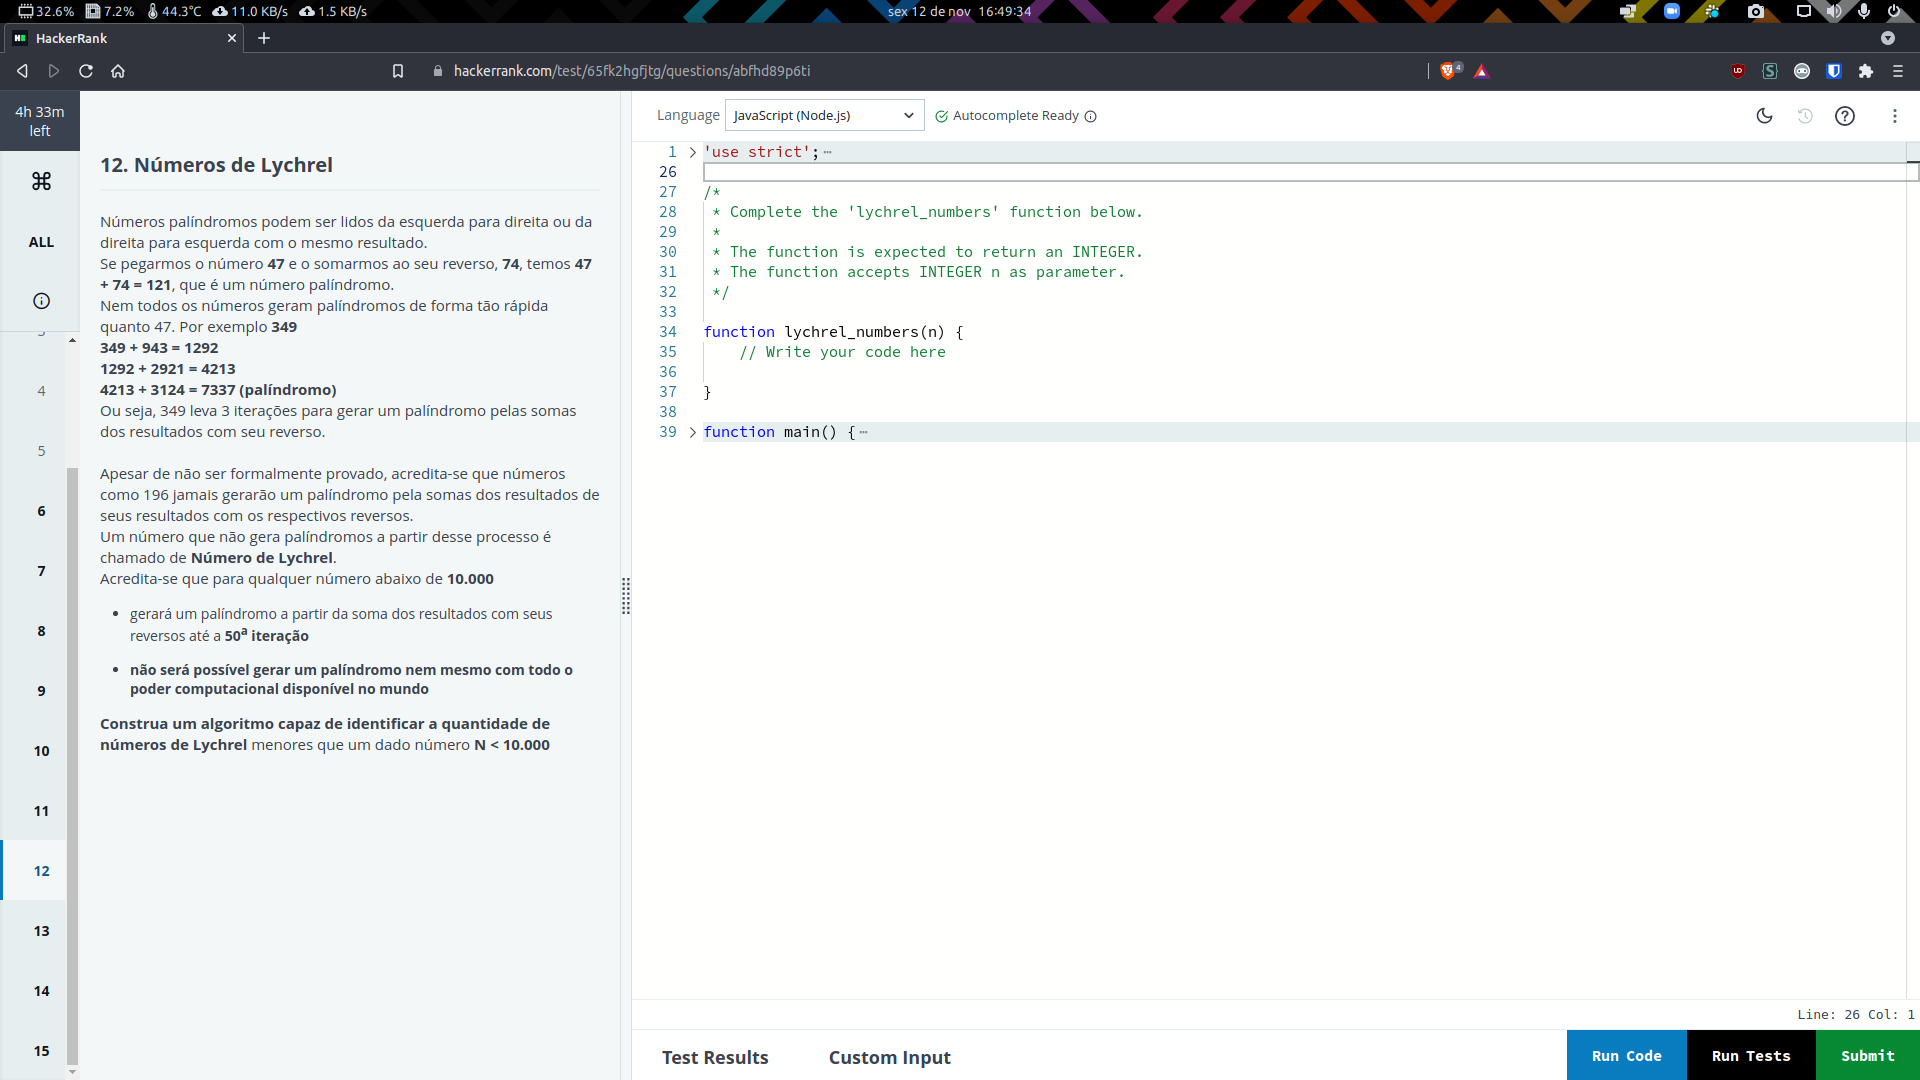 32.6% 7.2% 44.3°C 11.0 KB/s 1.5 KB/s sex 12 de nov 16:49:34
HackerRank
hackerrank.com/test/65fk2hgfjtg/questions/abfhd89p6ti
4
4h 33m
left
ALL
4
5
6
7
8
9
10
11
12
13
14
15
12. Números de Lychrel
Números palíndromos podem ser lidos da esquerda para direita ou da
direita para esquerda com o mesmo resultado.
Se pegarmos o número 47 e o somarmos ao seu reverso, 74, temos 47
+ 74 = 121, que é um número palíndromo.
Nem todos os números geram palíndromos de forma tão rápida
quanto 47. Por exemplo 349
349 + 943 = 1292
1292 + 2921 = 4213
4213 + 3124 = 7337 (palíndromo)
Ou seja, 349 leva 3 iterações para gerar um palíndromo pelas somas
dos resultados com seu reverso.
Apesar de não ser formalmente provado, acredita-se que números
como 196 jamais gerarão um palíndromo pela somas dos resultados de
seus resultados com os respectivos reversos.
Um número que não gera palíndromos a partir desse processo é
chamado de Número de Lychrel.
Acredita-se que para qualquer número abaixo de 10.000
• gerará um palíndromo a partir da soma dos resultados com seus
reversos até a 50ª iteração
• não será possível gerar um palíndromo nem mesmo com todo o
poder computacional disponível no mundo
Construa um algoritmo capaz de identificar a quantidade de
números de Lychrel menores que um dado número N < 10.000
Language JavaScript (Node.js) Autocomplete Ready
1 'use strict';
26
27 /*
28 * Complete the 'lychrel_numbers' function below.
29 *
30 * The function is expected to return an INTEGER.
31 * The function accepts INTEGER n as parameter.
32 */
33
34 function lychrel_numbers(n) {
35 // Write your code here
36
37 }
38
39 function main() {
Line: 26 Col: 1
Test Results Custom Input Run Code Run Tests Submit